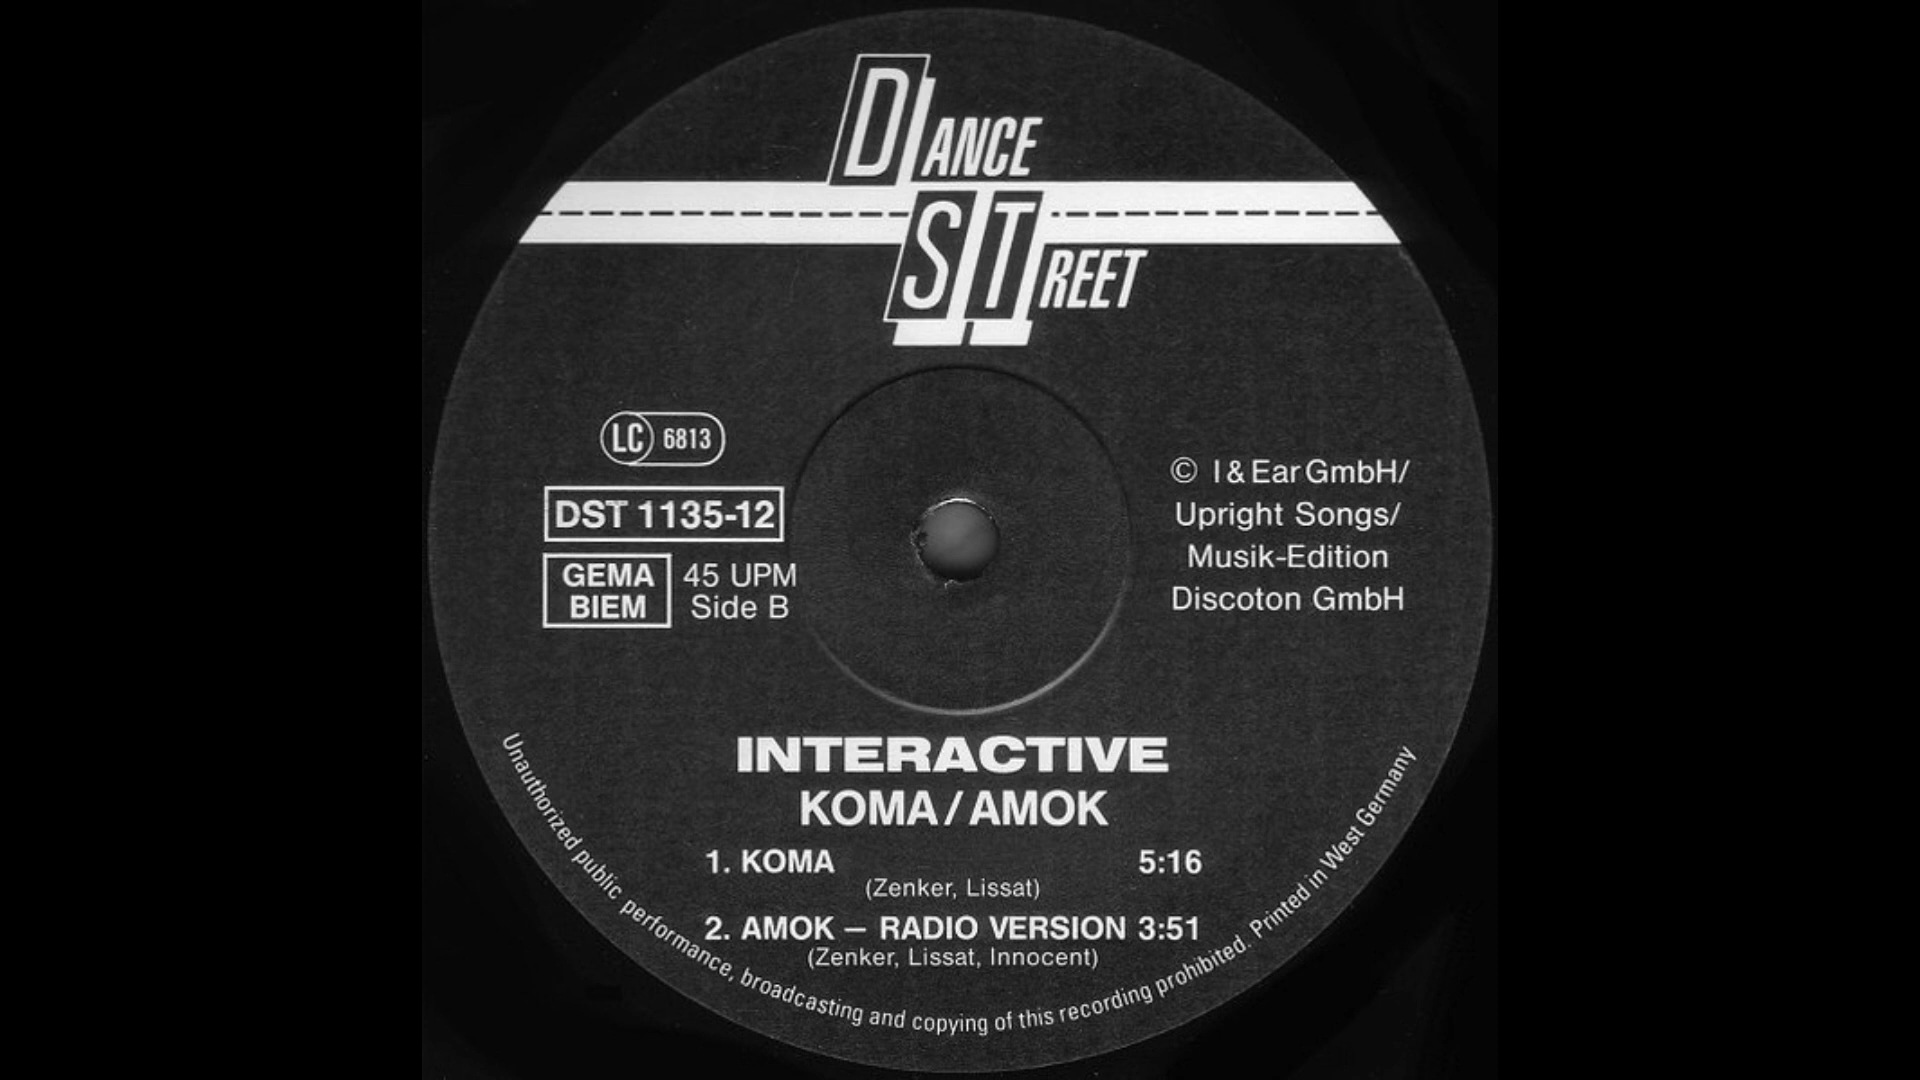 DANCE
STREET
LC 6813
DST 1135-12
GEMA
BIEM
45 UPM
Side B
© I & Ear GmbH/
Upright Songs/
Musik-Edition
Discoton GmbH
INTERACTIVE
KOMA / AMOK
1. KOMA 5:16
(Zenker, Lissat)
2. AMOK – RADIO VERSION 3:51
(Zenker, Lissat, Innocent)
Unauthorized public performance, broadcasting and copying of this recording prohibited. Printed in West Germany